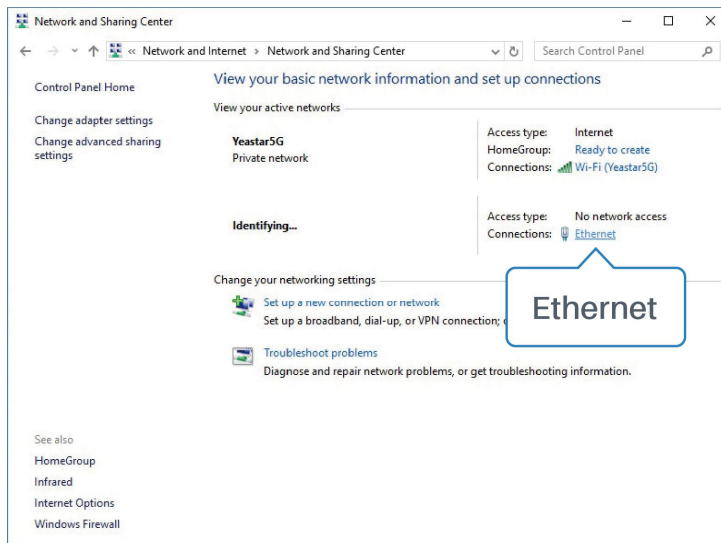 Network and Sharing Center
« Network and Internet > Network and Sharing Center
Search Control Panel
Control Panel Home
Change adapter settings
Change advanced sharing
settings
View your basic network information and set up connections
View your active networks
Yeastar5G
Private network
Access type: Internet
HomeGroup: Ready to create
Connections: Wi-Fi (Yeastar5G)
Identifying...
Access type: No network access
Connections: Ethernet
Ethernet
Change your networking settings
Set up a new connection or network
Set up a broadband, dial-up, or VPN connection;
Troubleshoot problems
Diagnose and repair network problems, or get troubleshooting information.
See also
HomeGroup
Infrared
Internet Options
Windows Firewall